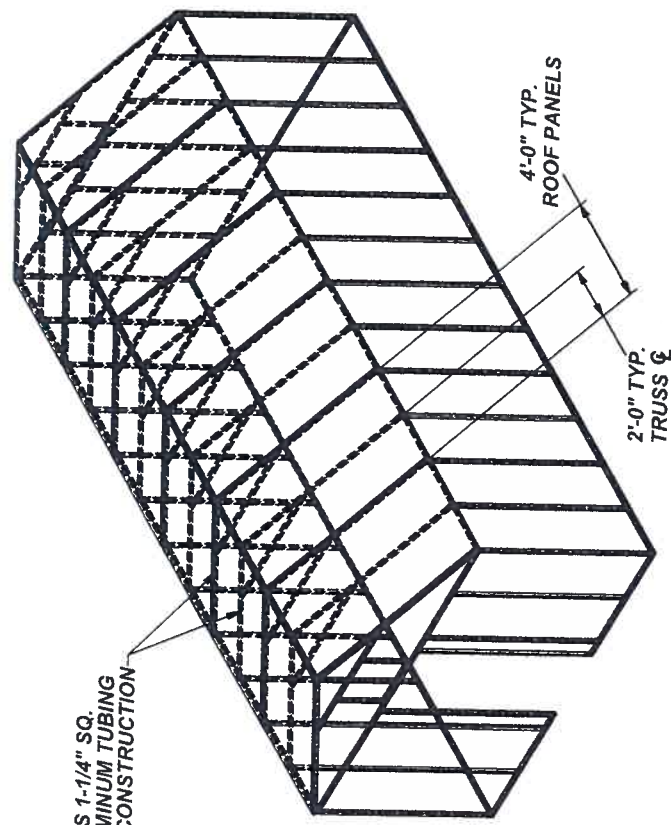 S 1-1/4" SQ.
MINUM TUBING
CONSTRUCTION
4'-0" TYP.
ROOF PANELS
2'-0" TYP.
TRUSS ℄